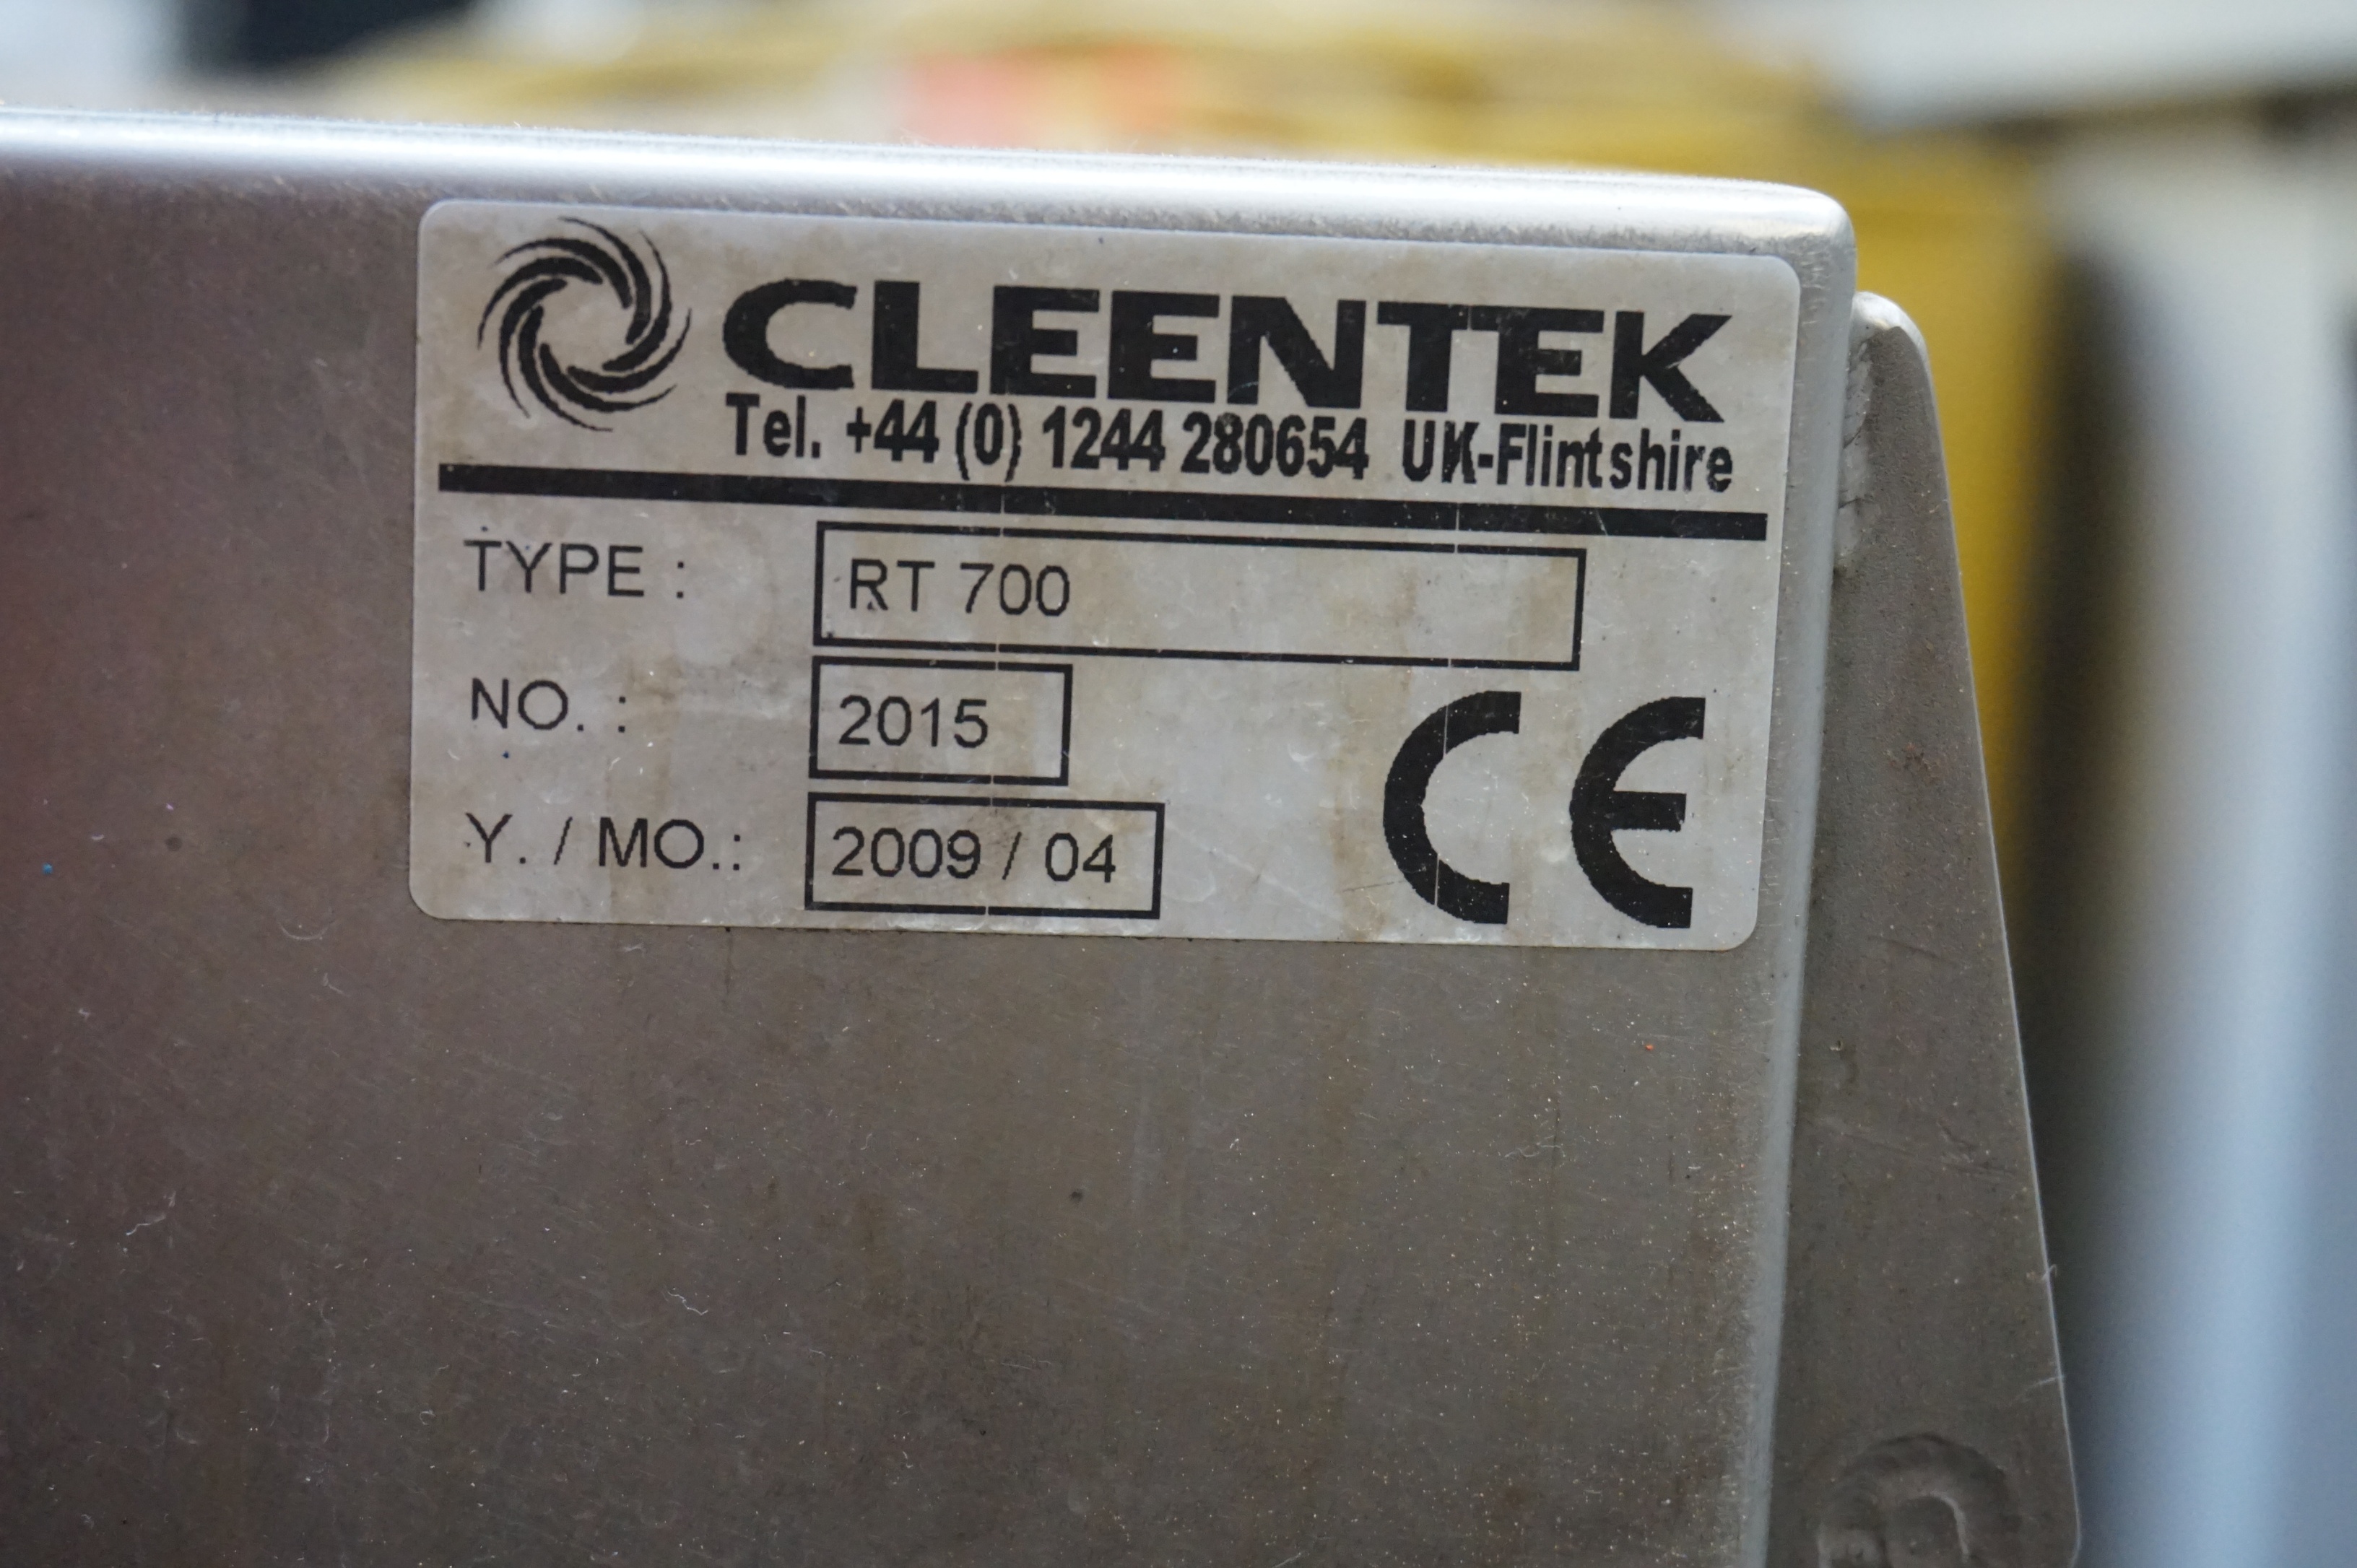 CLEENTEK
Tel. +44 (0) 1244 280654 UK-Flintshire
TYPE : RT 700
NO. : 2015
Y. / MO.: 2009 / 04
CE